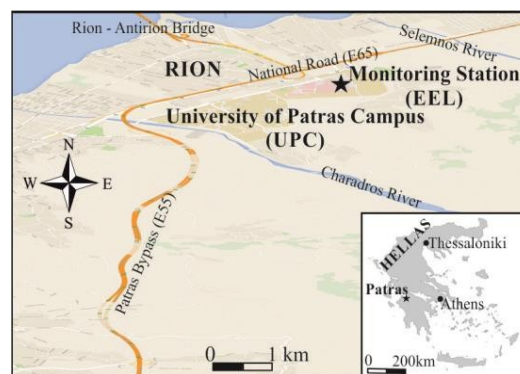 Rion - Antirion Bridge
Selemnos River
RION
National Road (E65)
Monitoring Station
(EEL)
University of Patras Campus
(UPC)
N
W E
S
Charadros River
Patras Bypass (E55)
HELLAS
Thessaloniki
Patras
Athens
0 1 km
0 200km